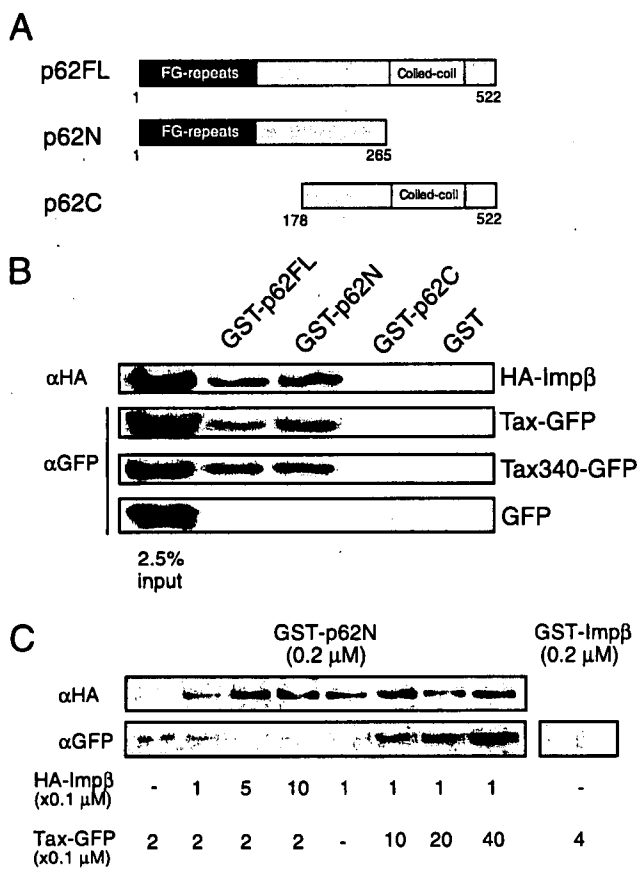 A
p62FL
FG-repeats
Coiled-coil
1
522
p62N
FG-repeats
1
265
p62C
Coiled-coil
178
522
B
GST-p62FL
GST-p62N
GST-p62C
GST
αHA
HA-Impβ
αGFP
Tax-GFP
Tax340-GFP
GFP
2.5%
input
C
GST-p62N
(0.2 μM)
GST-Impβ
(0.2 μM)
αHA
αGFP
HA-Impβ
(x0.1 μM)
- 1 5 10 1 1 1 1 -
Tax-GFP
(x0.1 μM)
2 2 2 2 - 10 20 40 4